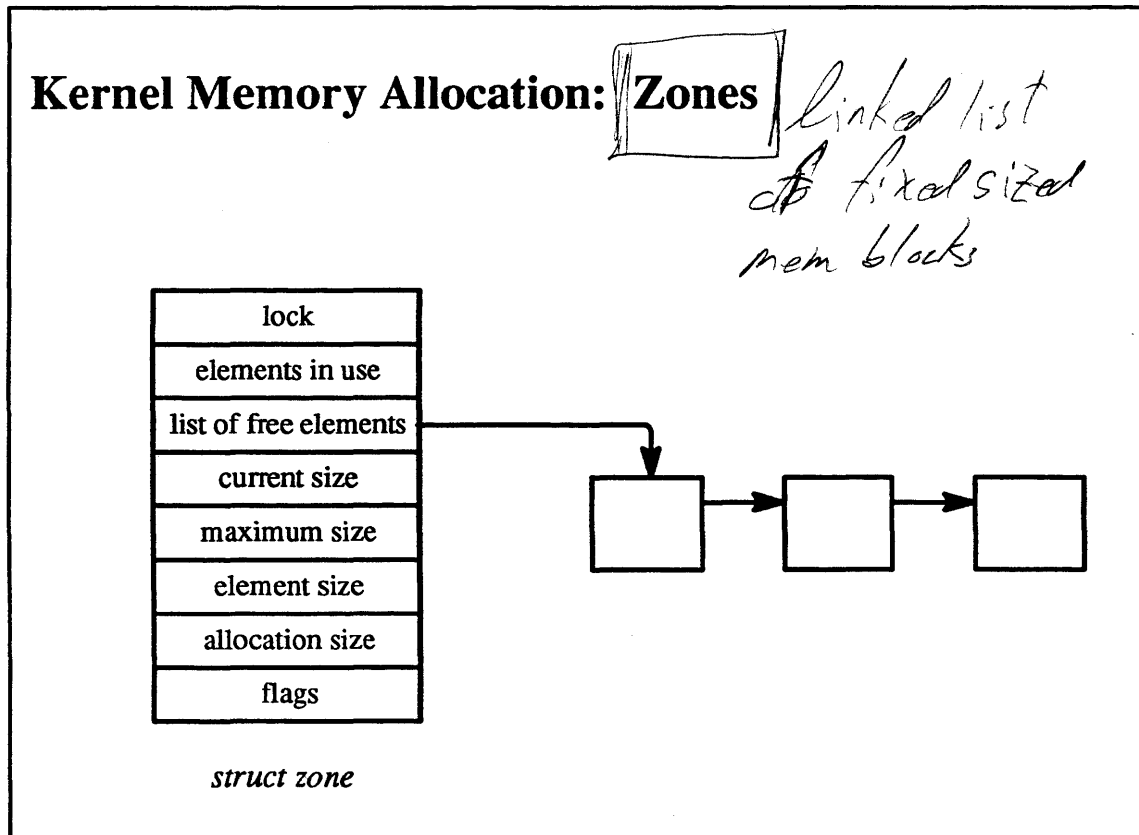 Kernel Memory Allocation: Zones
linked list
of fixed sized
mem blocks
lock
elements in use
list of free elements
current size
maximum size
element size
allocation size
flags
struct zone